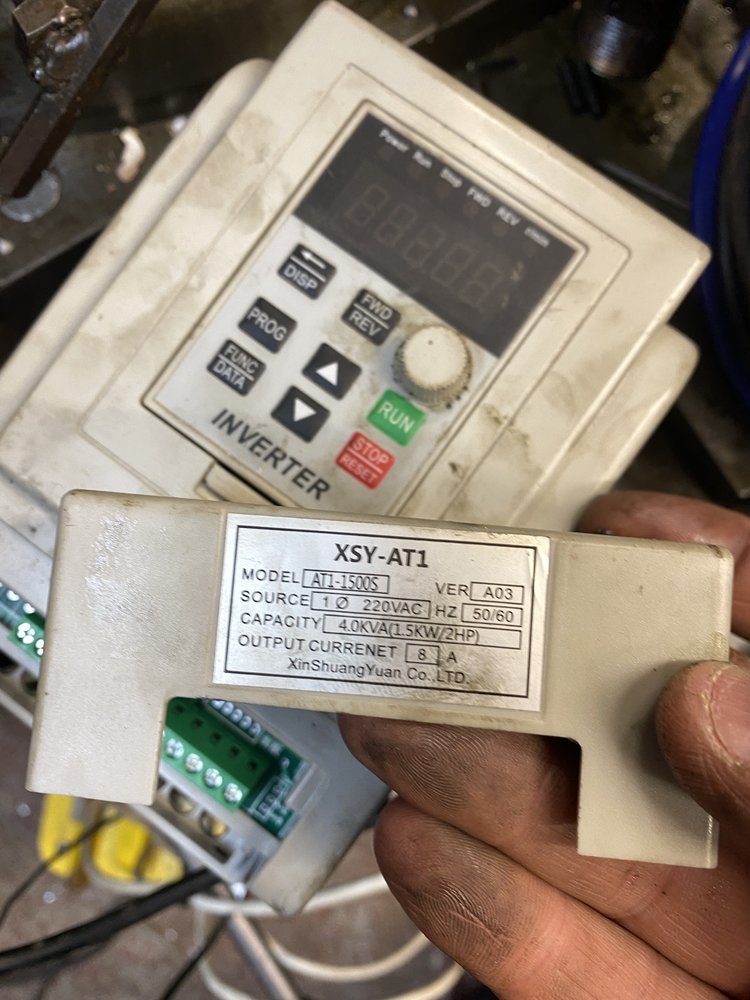 Power Run Stop FWD REV
DISP
FWD
REV
PROG
FUNC
DATA
RUN
STOP
RESET
INVERTER
XSY-AT1
MODEL AT1-1500S VER A03
SOURCE 1 Ø 220VAC HZ 50/60
CAPACITY 4.0KVA(1.5KW/2HP)
OUTPUT CURRENET 8 A
XinShuangYuan Co.,LTD.